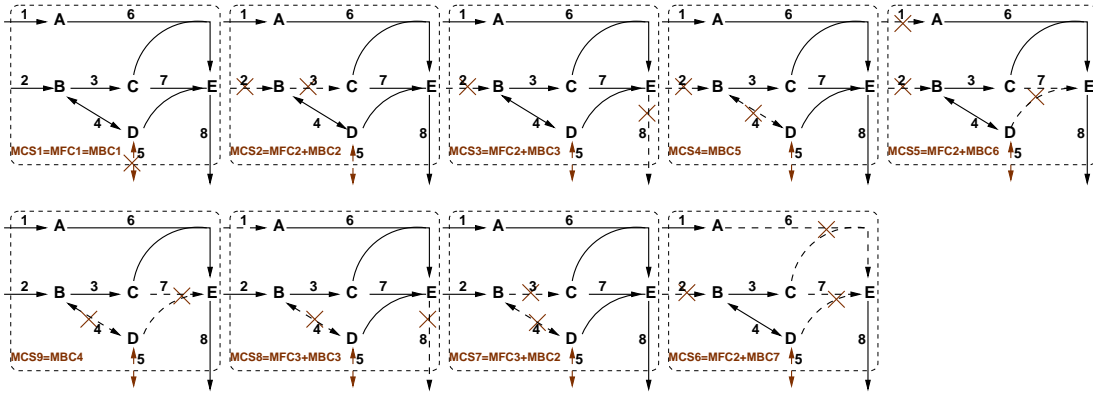 1 A 6
2 B 3 C 7 E
4 D 8
MCS1=MFC1=MBC1 5
1 A 6
2 B 3 C 7 E
4 D 8
MCS2=MFC2+MBC2 5
1 A 6
2 B 3 C 7 E
4 D 8
MCS3=MFC2+MBC3 5
1 A 6
2 B 3 C 7 E
4 D 8
MCS4=MBC5 5
1 A 6
2 B 3 C 7 E
4 D 8
MCS5=MFC2+MBC6 5
1 A 6
2 B 3 C 7 E
4 D 8
MCS9=MBC4 5
1 A 6
2 B 3 C 7 E
4 D 8
MCS8=MFC3+MBC3 5
1 A 6
2 B 3 C 7 E
4 D 8
MCS7=MFC3+MBC2 5
1 A 6
2 B 3 C 7 E
4 D 8
MCS6=MFC2+MBC7 5